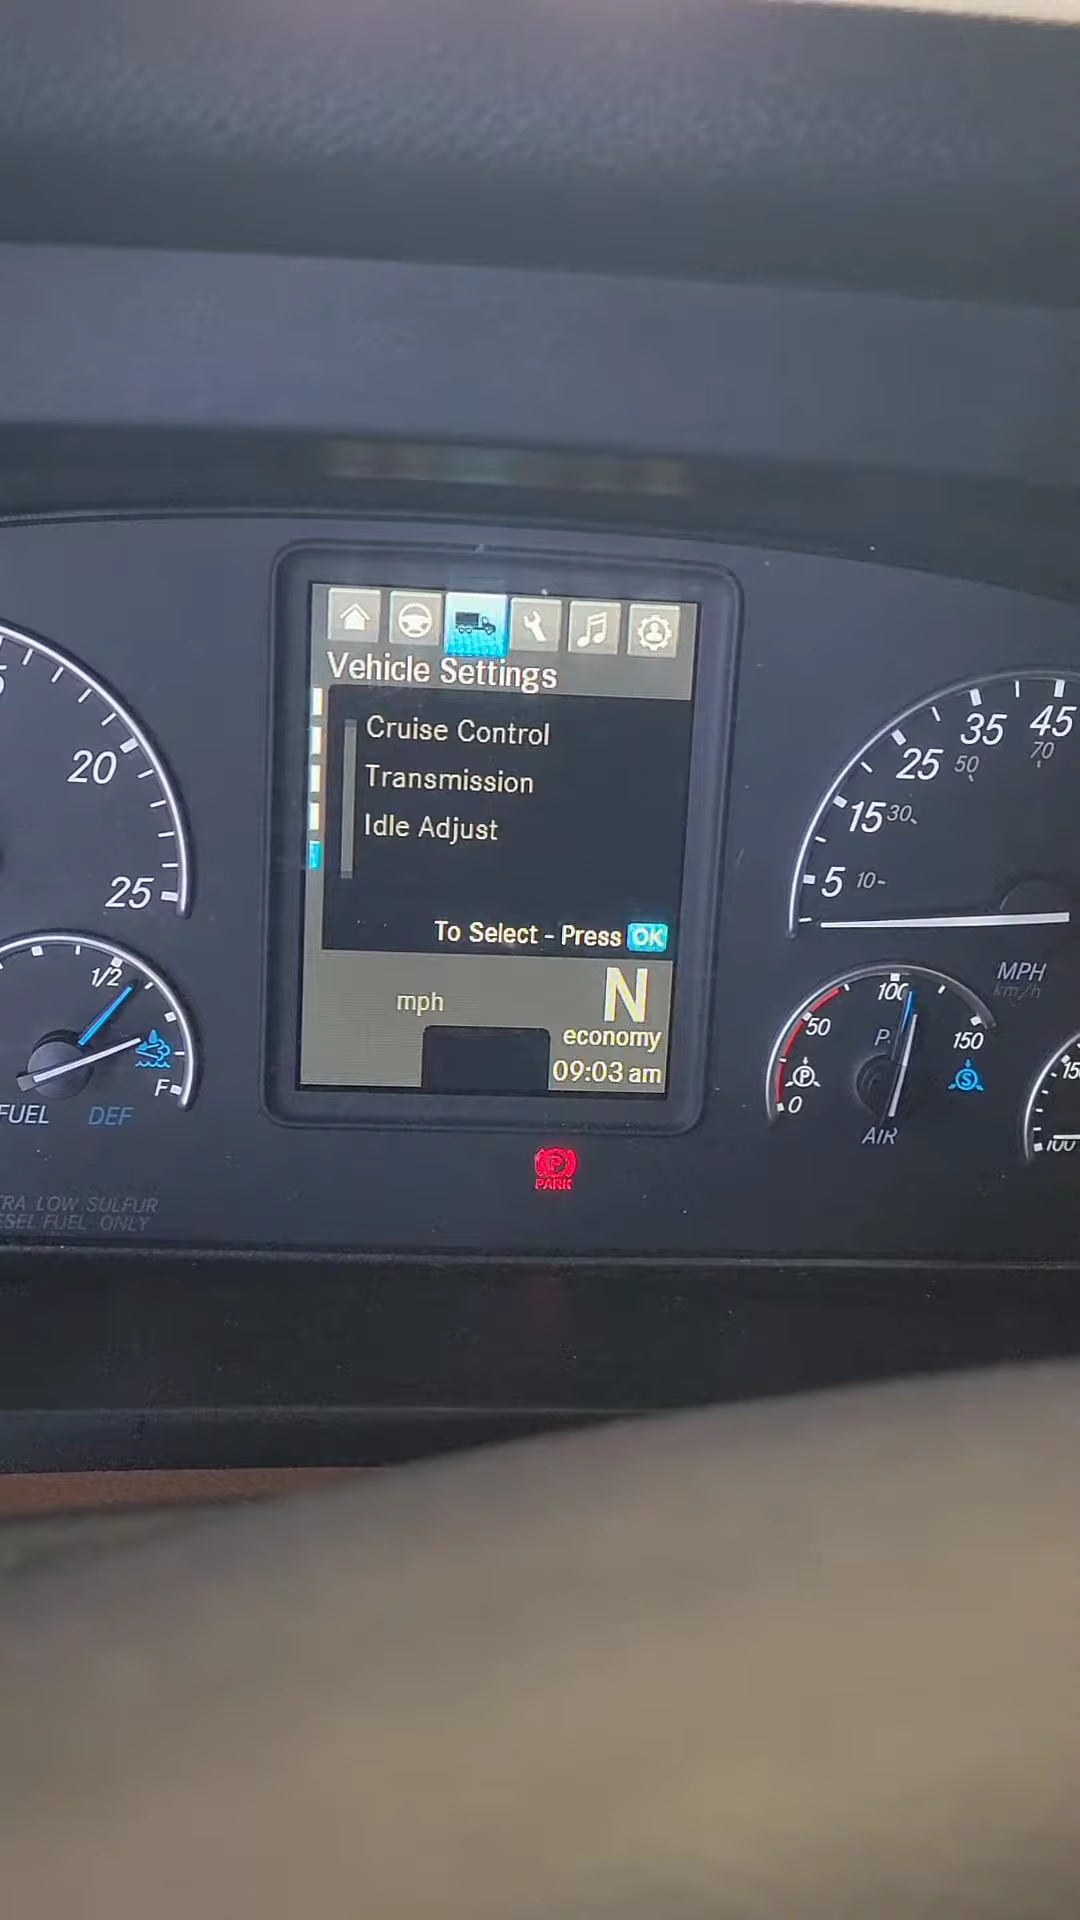 Vehicle Settings
Cruise Control
Transmission
Idle Adjust
To Select - Press OK
mph
N
economy
09:03 am
PARK
20
25
1/2
F
FUEL
DEF
RA LOW SULFUR
ESEL FUEL ONLY
5
10
15
30
25
50
35
45
70
MPH
km/h
0
50
100
150
P
S
AIR
100